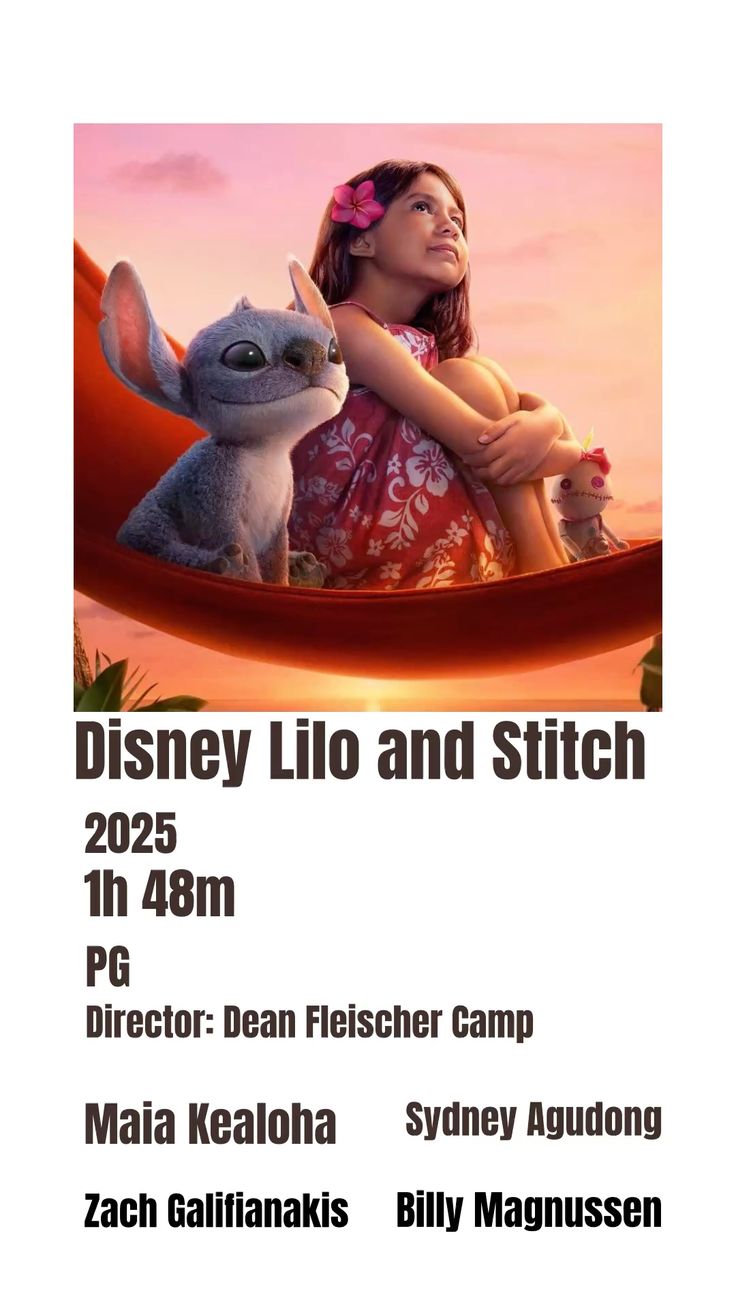 Disney Lilo and Stitch
2025
1h 48m
PG
Director: Dean Fleischer Camp
Maia Kealoha
Sydney Agudong
Zach Galifianakis
Billy Magnussen